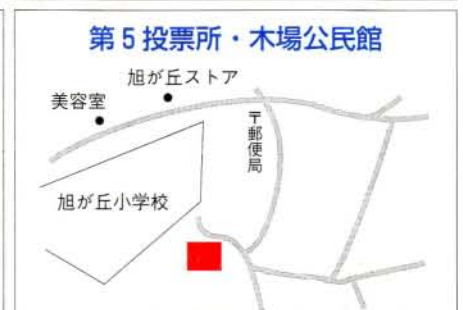 第5投票所・木場公民館
旭が丘ストア
美容室
〒郵便局
旭が丘小学校